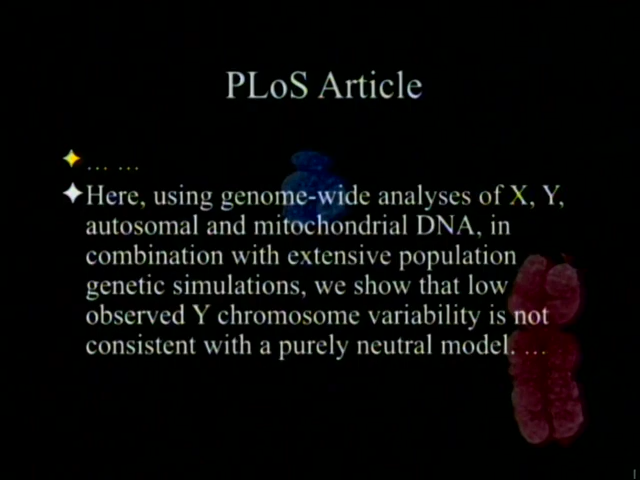 PLoS Article
… …
Here, using genome-wide analyses of X, Y,
autosomal and mitochondrial DNA, in
combination with extensive population
genetic simulations, we show that low
observed Y chromosome variability is not
consistent with a purely neutral model. …